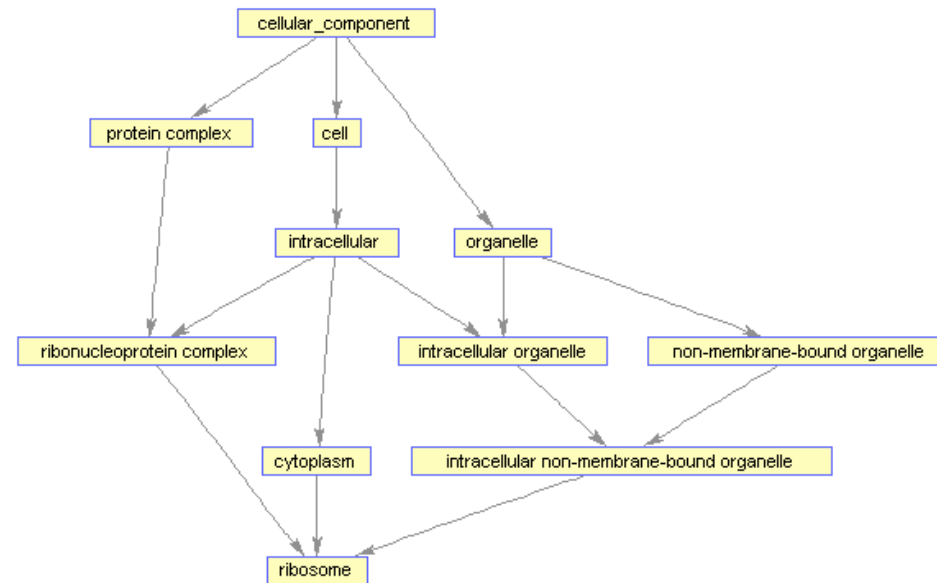 cellular_component
protein complex
cell
intracellular
organelle
ribonucleoprotein complex
intracellular organelle
non-membrane-bound organelle
cytoplasm
intracellular non-membrane-bound organelle
ribosome